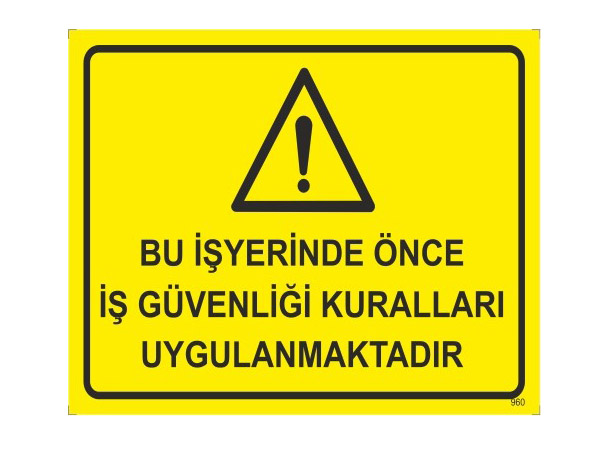 BU İŞYERİNDE ÖNCE
İŞ GÜVENLİĞİ KURALLARI
UYGULANMAKTADIR
960